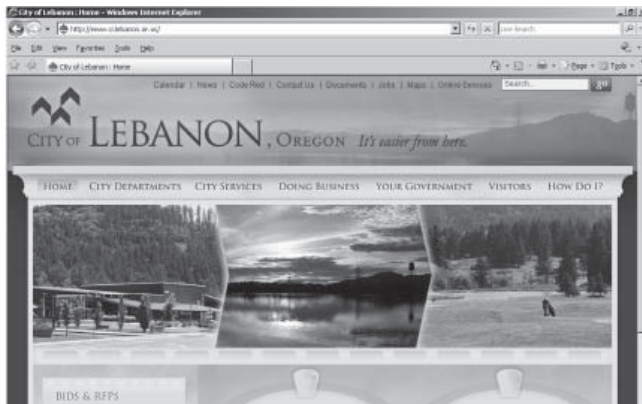 City of Lebanon : Home - Windows Internet Explorer
http://www.ci.lebanon.or.us/
Live Search
File Edit View Favorites Tools Help
City of Lebanon : Home
Page Tools
Calendar | News | Code Red | Contact Us | Documents | Jobs | Maps | Online Services
Search...
go
CITY OF LEBANON, OREGON It's easier from here.
HOME CITY DEPARTMENTS CITY SERVICES DOING BUSINESS YOUR GOVERNMENT VISITORS HOW DO I?
BIDS & RFPS